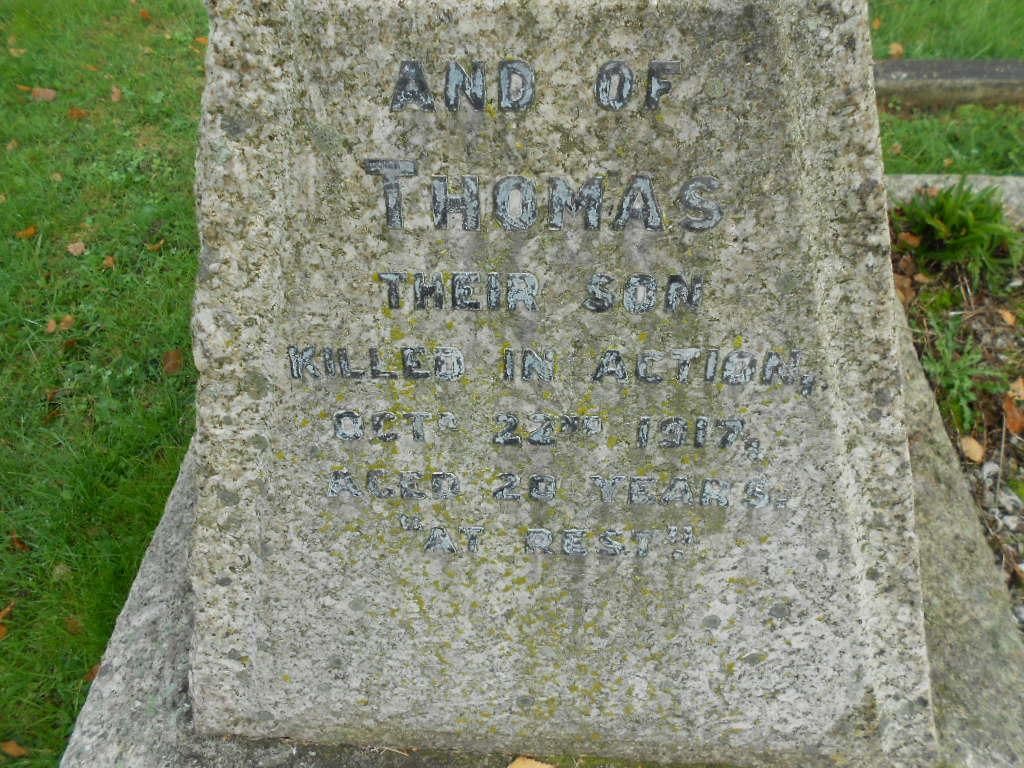 AND OF
THOMAS
THEIR SON
KILLED IN ACTION,
OCTR 22ND 1917,
AGED 20 YEARS.
"AT REST."